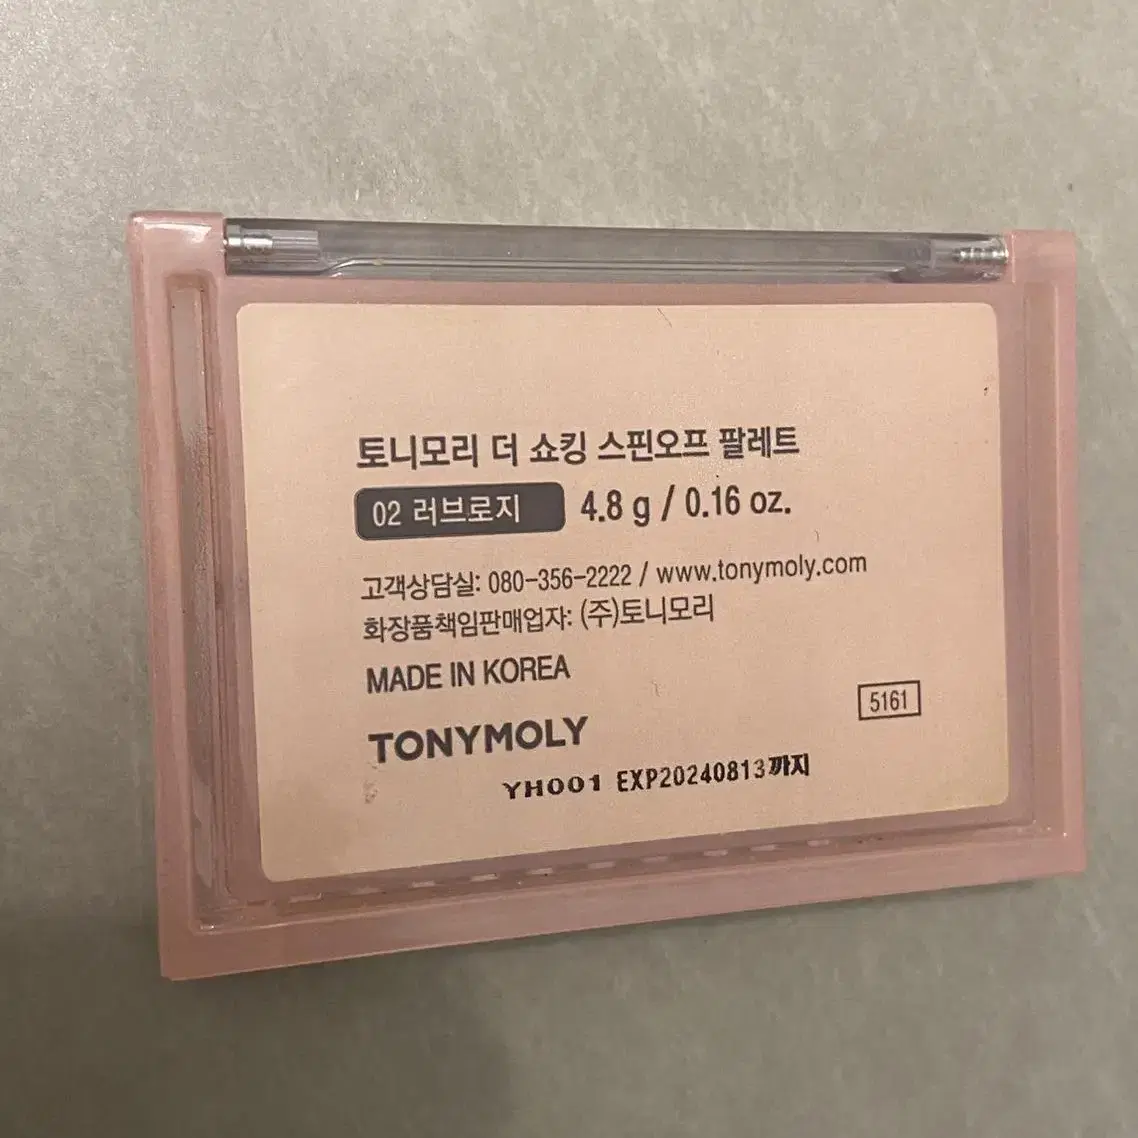 토니모리 더 쇼킹 스핀오프 팔레트
02 러브로지 4.8 g / 0.16 oz.
고객상담실: 080-356-2222 / www.tonymoly.com
화장품책임판매업자: (주)토니모리
MADE IN KOREA
5161
TONYMOLY
YH001 EXP20240813까지